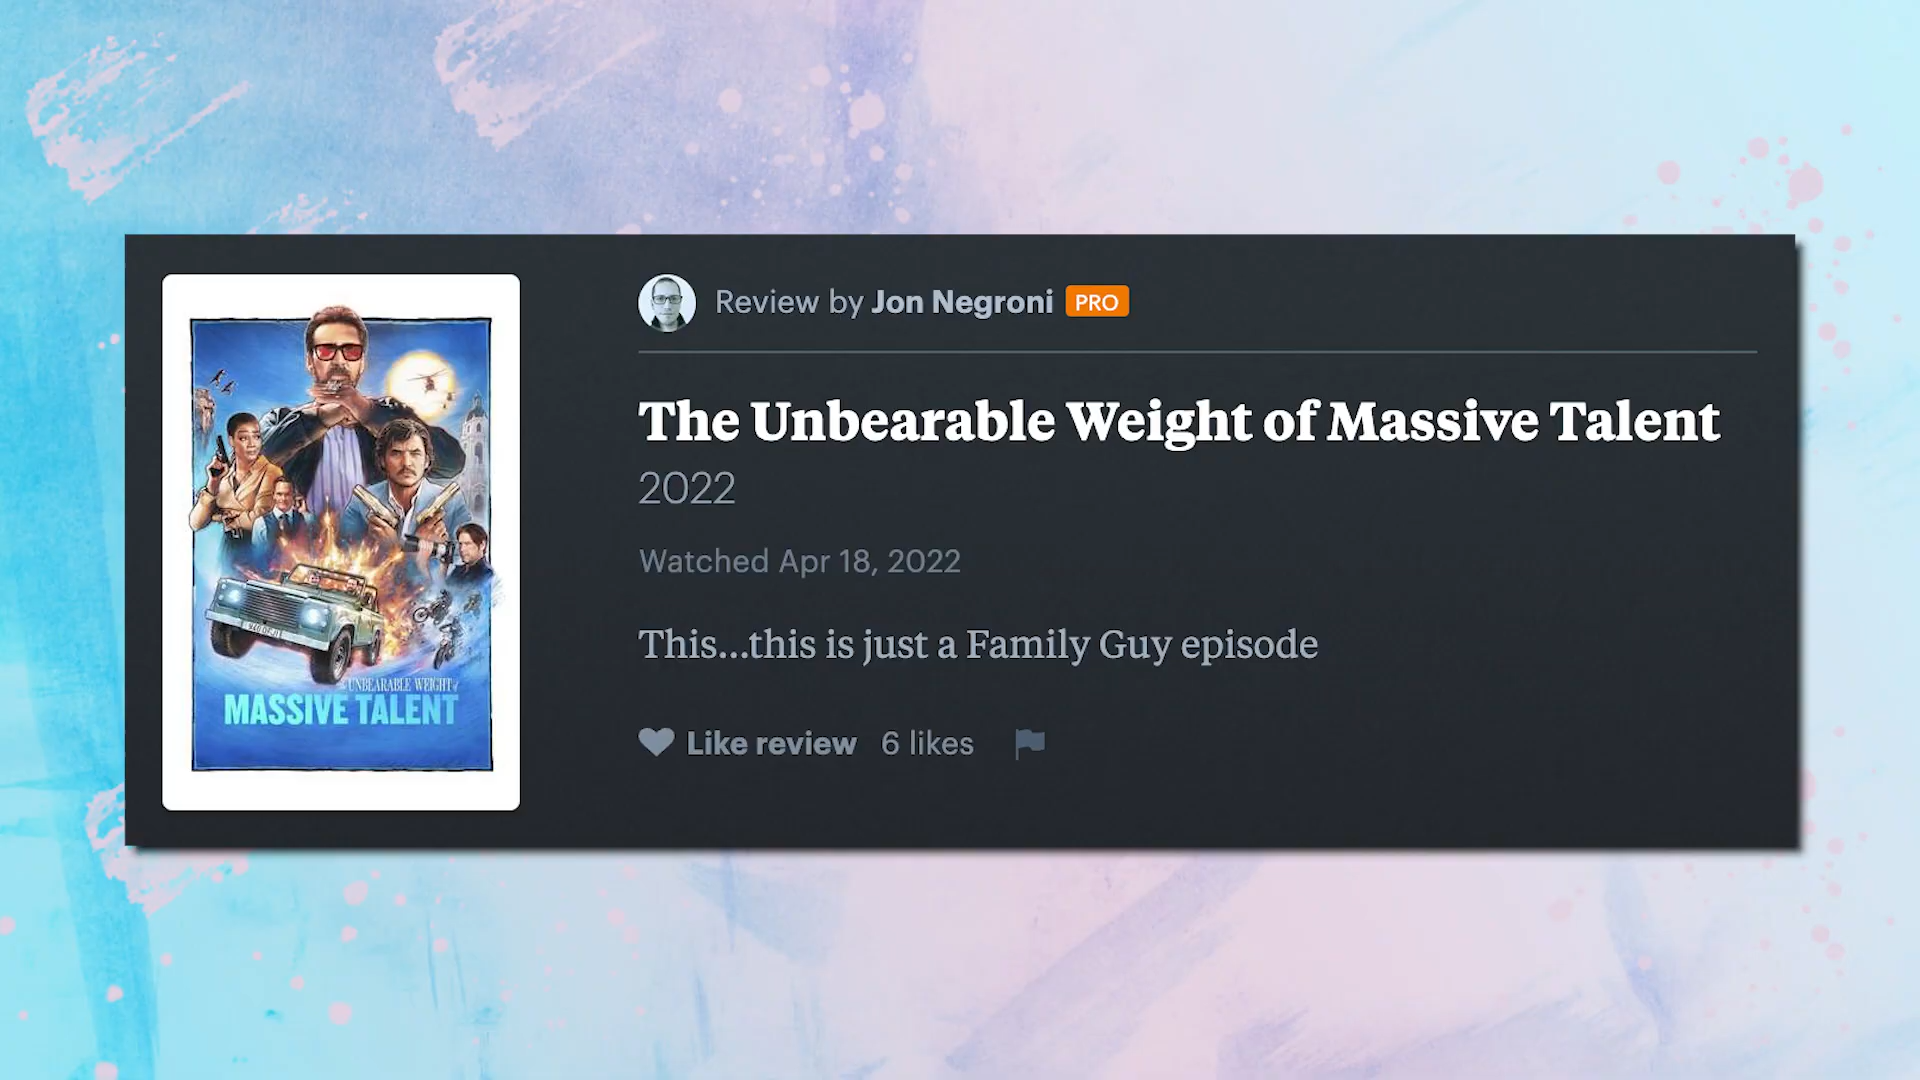 Review by Jon Negroni PRO
The Unbearable Weight of Massive Talent
2022
Watched Apr 18, 2022
This...this is just a Family Guy episode
Like review 6 likes
UNBEARABLE WEIGHT of
MASSIVE TALENT